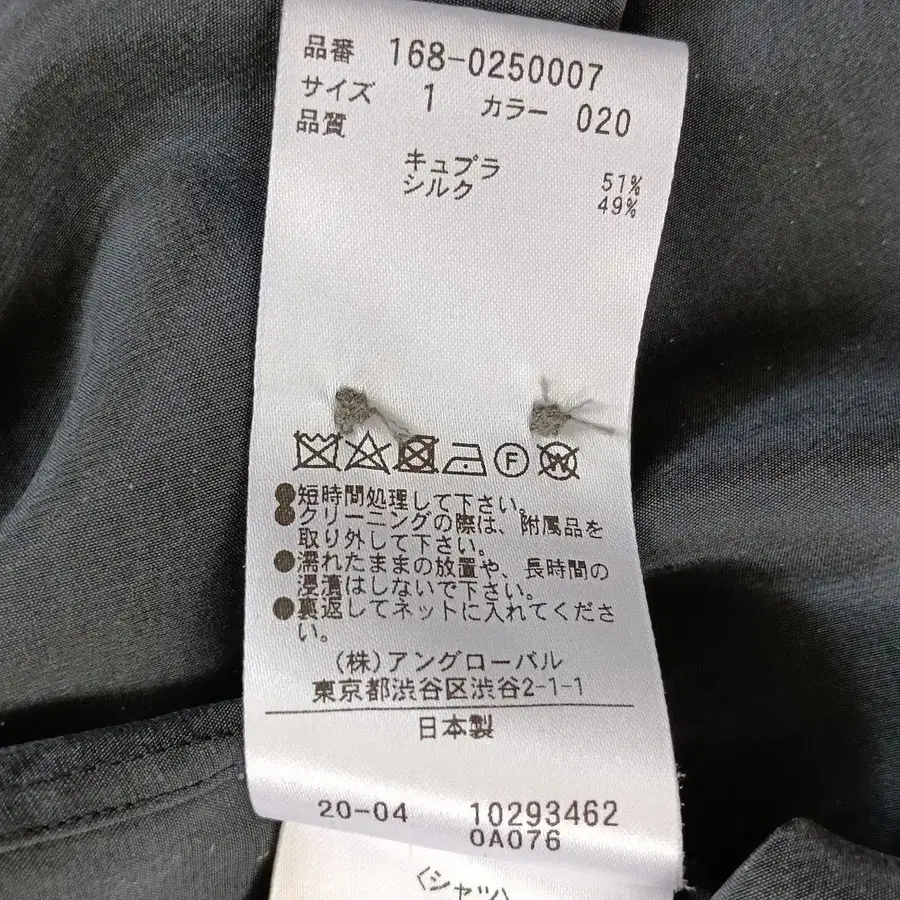 品番 168-0250007
サイズ 1 カラー 020
品質
キュプラ 51%
シルク 49%
F W
●短時間処理して下さい。
●クリーニングの際は、附属品を
取り外して下さい。
●濡れたままの放置や、長時間の
浸漬はしないで下さい。
●裏返してネットに入れてくださ
い。
(株)アングローバル
東京都渋谷区渋谷2-1-1
日本製
20-04 10293462
0A076
〈シャツ〉